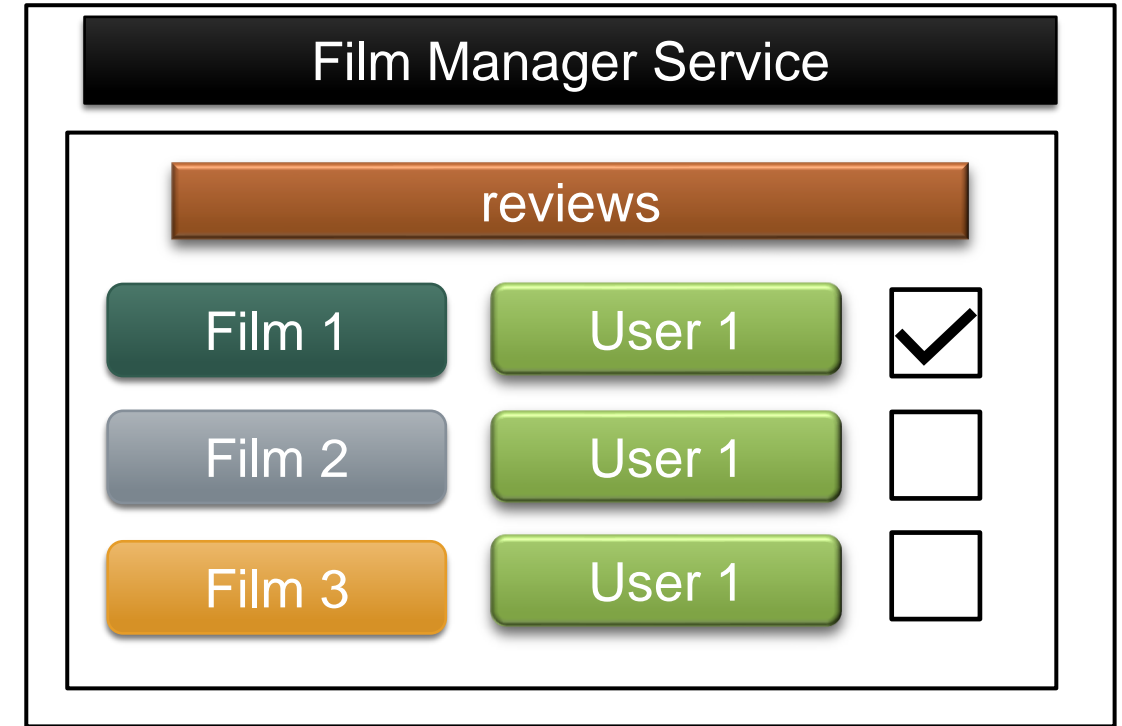 Film Manager Service
reviews
Film 1 User 1
Film 2 User 1
Film 3 User 1